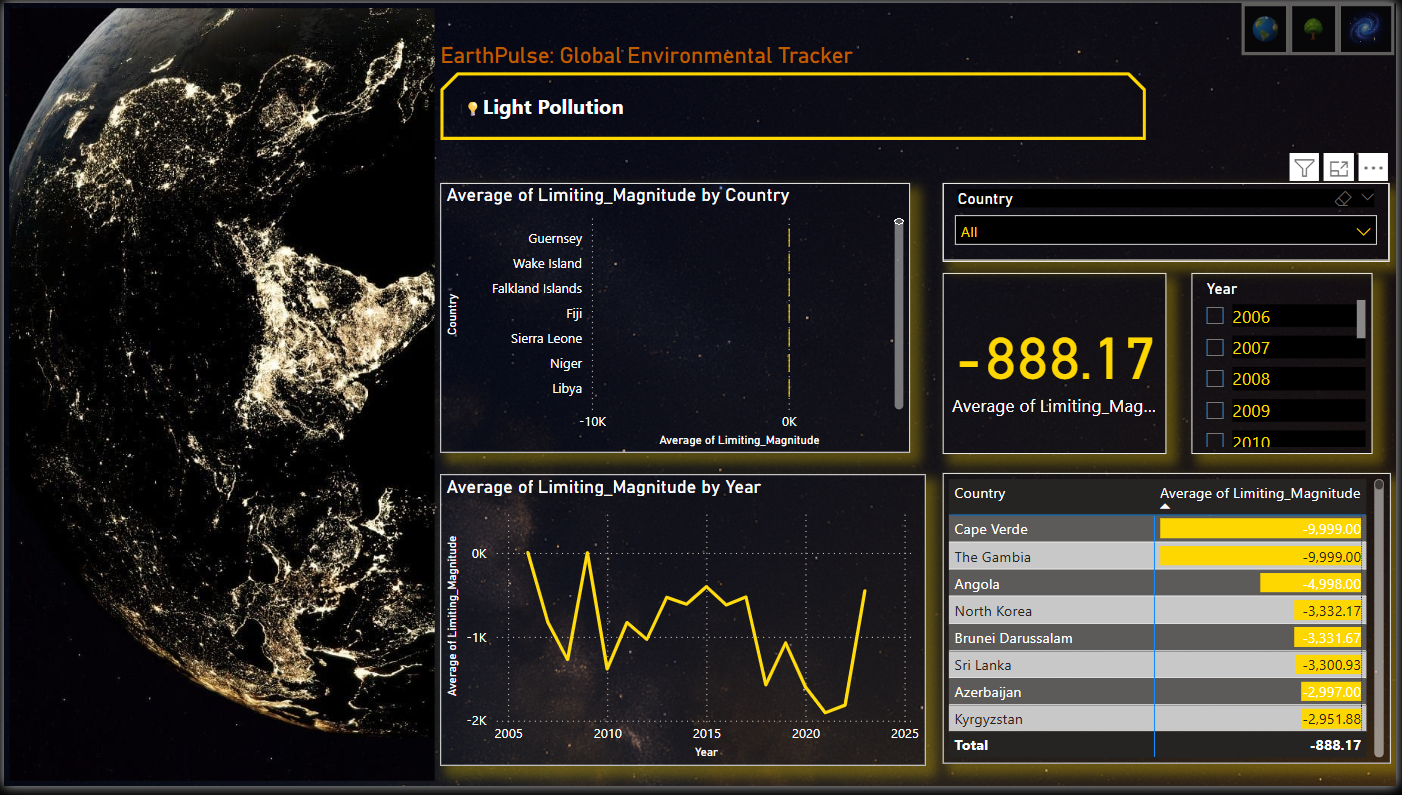 EarthPulse: Global Environmental Tracker
Light Pollution
Average of Limiting_Magnitude by Country
Country
Guernsey
Wake Island
Falkland Islands
Fiji
Sierra Leone
Niger
Libya
-10K 0K
Average of Limiting_Magnitude
Country
All
-888.17
Average of Limiting_Mag...
Year
2006
2007
2008
2009
2010
Average of Limiting_Magnitude by Year
Average of Limiting_Magnitude
0K
-1K
-2K
2005 2010 2015 2020 2025
Year
Country Average of Limiting_Magnitude
Cape Verde -9,999.00
The Gambia -9,999.00
Angola -4,998.00
North Korea -3,332.17
Brunei Darussalam -3,331.67
Sri Lanka -3,300.93
Azerbaijan -2,997.00
Kyrgyzstan -2,951.88
Total -888.17